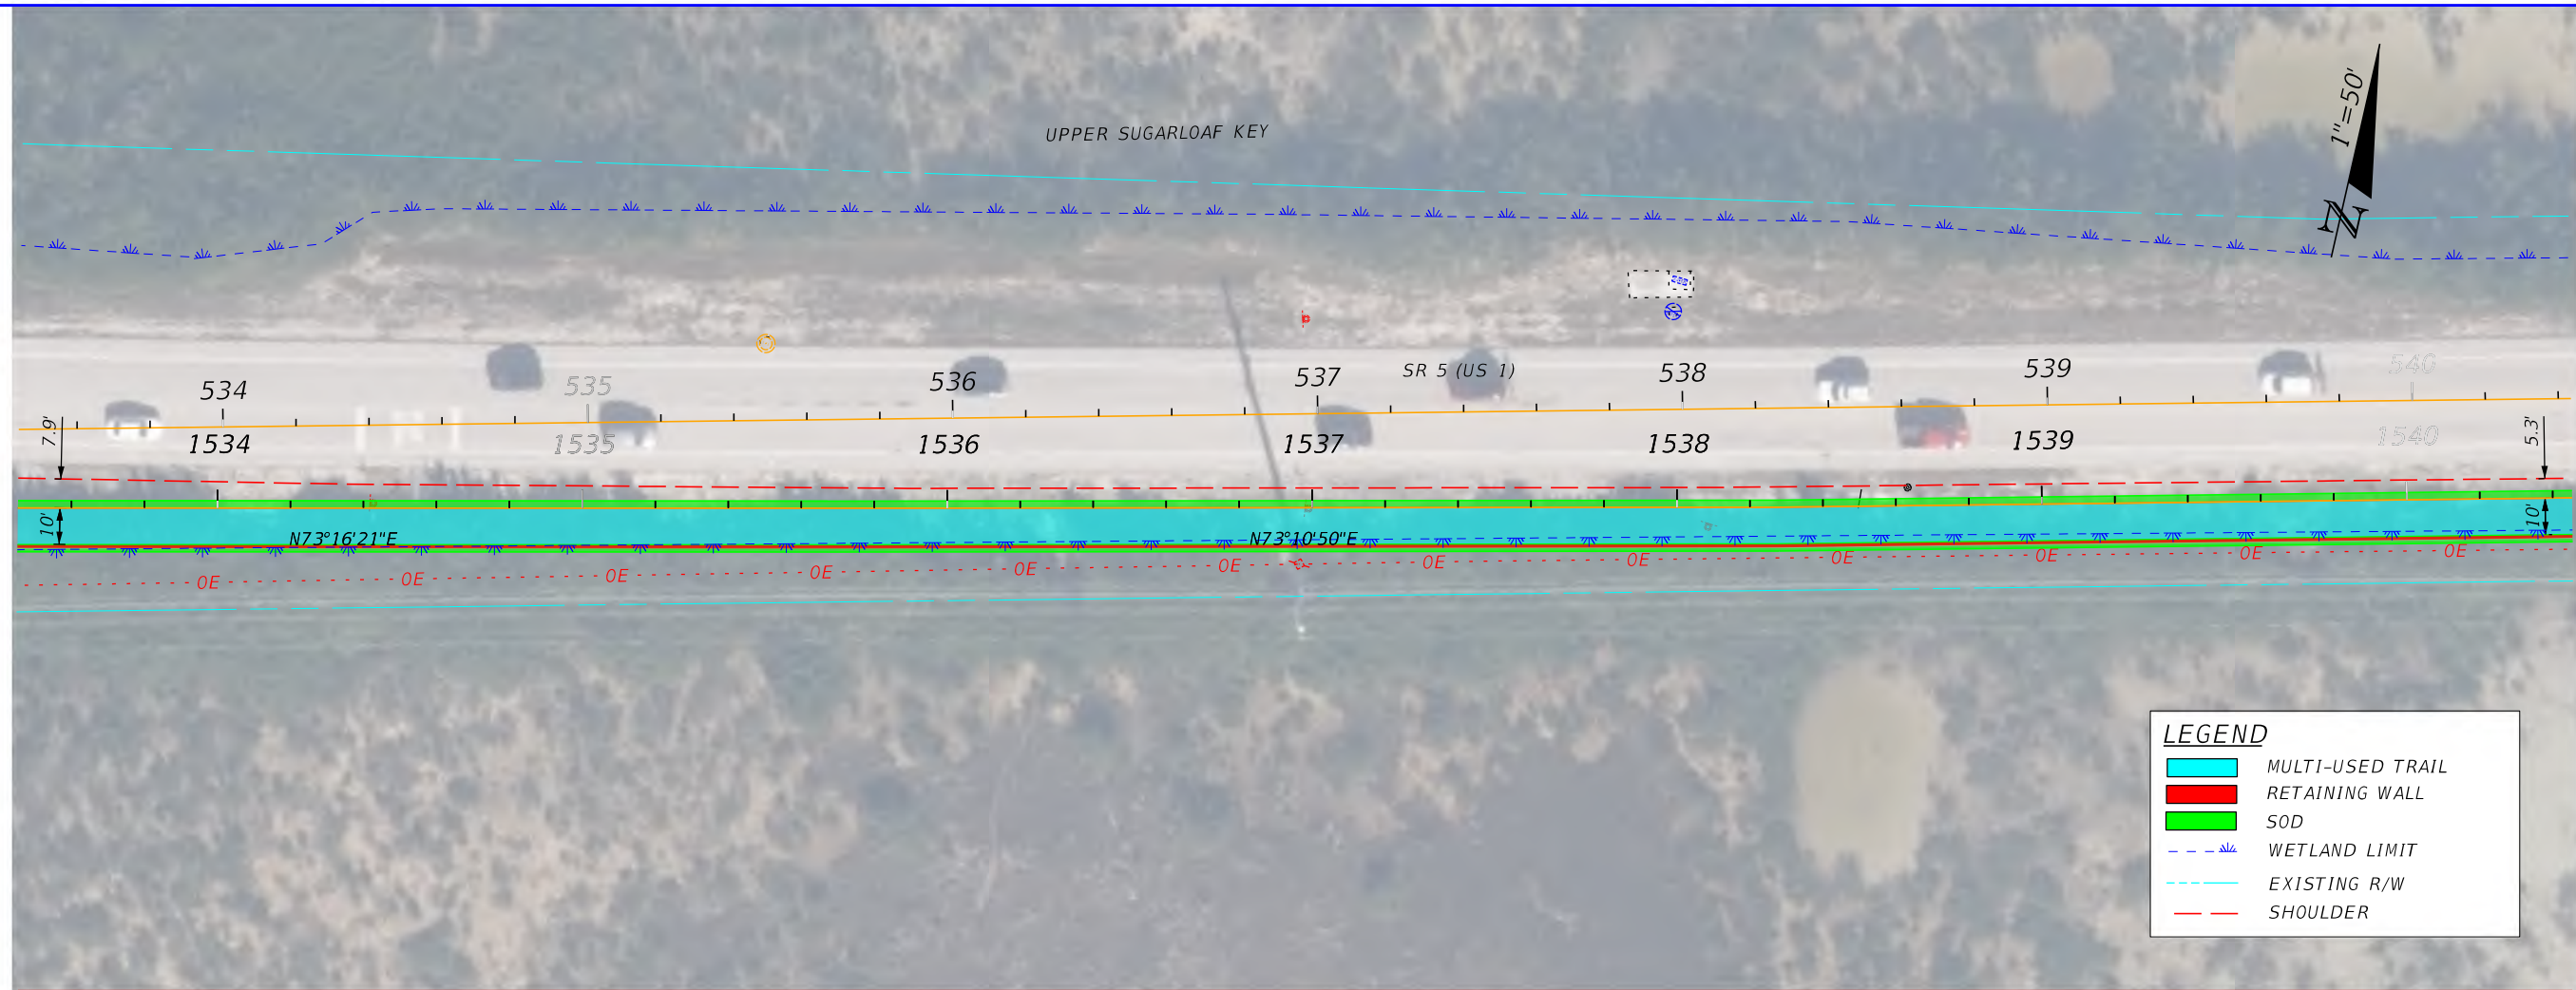 UPPER SUGARLOAF KEY
1"=50'
N
534
535
536
537
SR 5 (US 1)
538
539
540
7.9'
1534
1535
1536
1537
1538
1539
1540
5.3'
10'
N73°16'21"E
N73°10'50"E
10'
OE
OE
OE
OE
OE
OE
OE
OE
OE
OE
OE
OE
LEGEND
MULTI-USED TRAIL
RETAINING WALL
SOD
WETLAND LIMIT
EXISTING R/W
SHOULDER